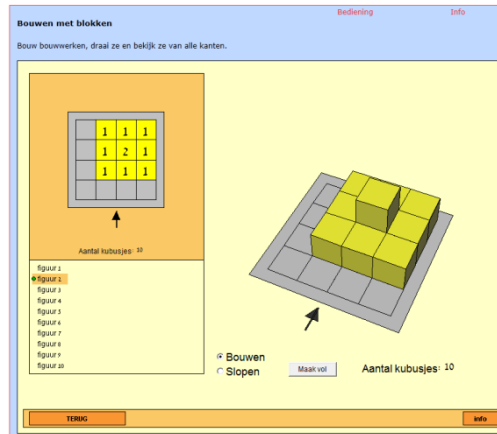 Bediening Info
Bouwen met blokken
Bouw bouwwerken, draai ze en bekijk ze van alle kanten.
1 1 1
1 2 1
1 1 1
Aantal kubusjes: 10
figuur 1
figuur 2
figuur 3
figuur 4
figuur 5
figuur 6
figuur 7
figuur 8
figuur 9
figuur 10
Bouwen
Slopen
Maak vol
Aantal kubusjes: 10
TERUG
info